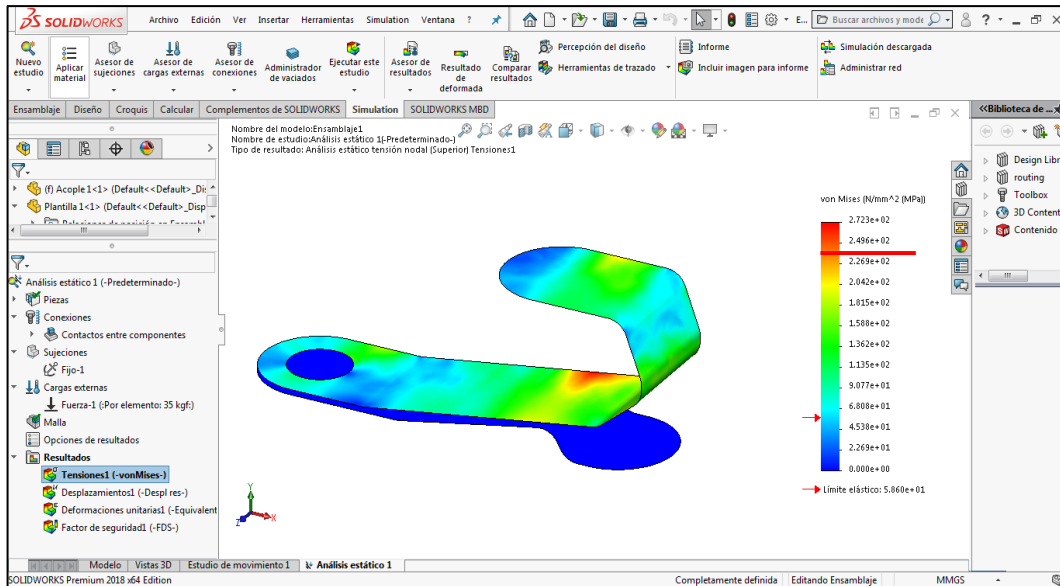 SOLIDWORKS
Archivo Edición Ver Insertar Herramientas Simulation Ventana ?
E...
Buscar archivos y mode
?
Nuevo estudio
Aplicar material
Asesor de sujeciones
Asesor de cargas externas
Asesor de conexiones
Administrador de vaciados
Ejecutar este estudio
Asesor de resultados
Resultado de deformada
Comparar resultados
Percepción del diseño
Herramientas de trazado
Informe
Incluir imagen para informe
Simulación descargada
Administrar red
Ensamblaje Diseño Croquis Calcular Complementos de SOLIDWORKS Simulation SOLIDWORKS MBD
Biblioteca de ...
Nombre del modelo:Ensamblaje1
Nombre de estudio:Análisis estático 1(-Predeterminado-)
Tipo de resultado: Análisis estático tensión nodal (Superior) Tensiones1
(f) Acople1<1> (Default<<Default>_Dis
Plantilla1<1> (Default<<Default>_Disp
Análisis estático 1 (-Predeterminado-)
Piezas
Conexiones
Contactos entre componentes
Sujeciones
Fijo-1
Cargas externas
Fuerza-1 (:Por elemento: 35 kgf:)
Malla
Opciones de resultados
Resultados
Tensiones1 (-vonMises-)
Desplazamientos1 (-Despl res-)
Deformaciones unitarias1 (-Equivalent
Factor de seguridad1 (-FDS-)
von Mises (N/mm^2 (MPa))
2.723e+02
2.496e+02
2.269e+02
2.042e+02
1.815e+02
1.588e+02
1.362e+02
1.135e+02
9.077e+01
6.808e+01
4.538e+01
2.269e+01
0.000e+00
Límite elástico: 5.860e+01
Design Libr
routing
Toolbox
3D Content
Contenido
Y
X
Z
Modelo Vistas 3D Estudio de movimiento 1 Análisis estático 1
SOLIDWORKS Premium 2018 x64 Edition
Completamente definida Editando Ensamblaje MMGS